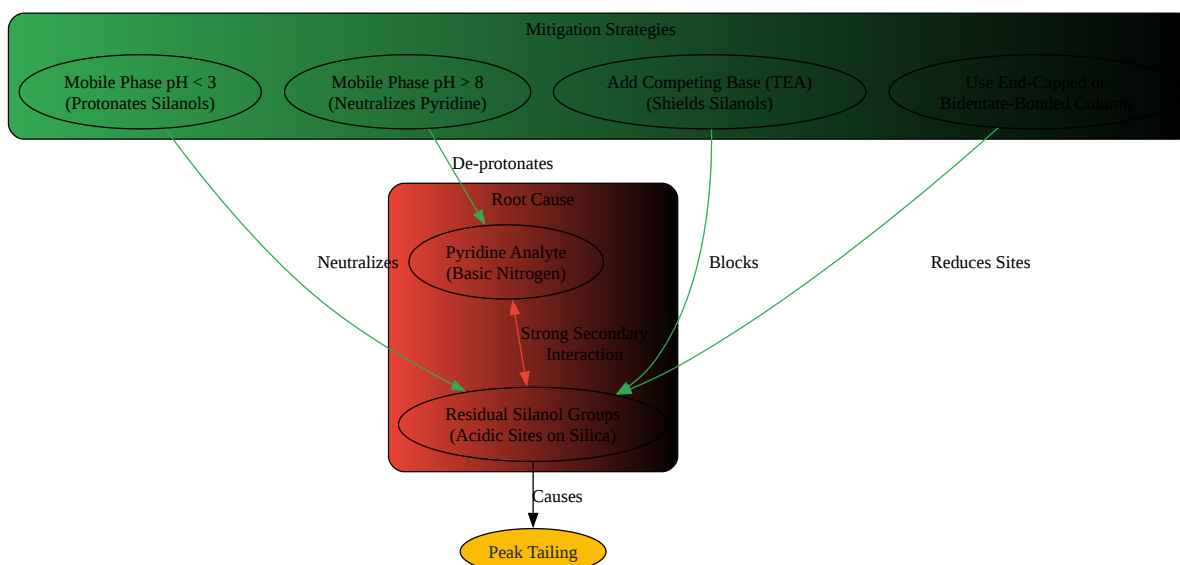 Mitigation Strategies
Mobile Phase pH < 3
(Protonates Silanols)
Mobile Phase pH > 8
(Neutralizes Pyridine)
Add Competing Base (TEA)
(Shields Silanols)
Use End-Capped or
Bidentate-Bonded Column
De-protonates
Root Cause
Pyridine Analyte
(Basic Nitrogen)
Neutralizes
Blocks
Reduces Sites
Strong Secondary
Interaction
Residual Silanol Groups
(Acidic Sites on Silica)
Causes
Peak Tailing